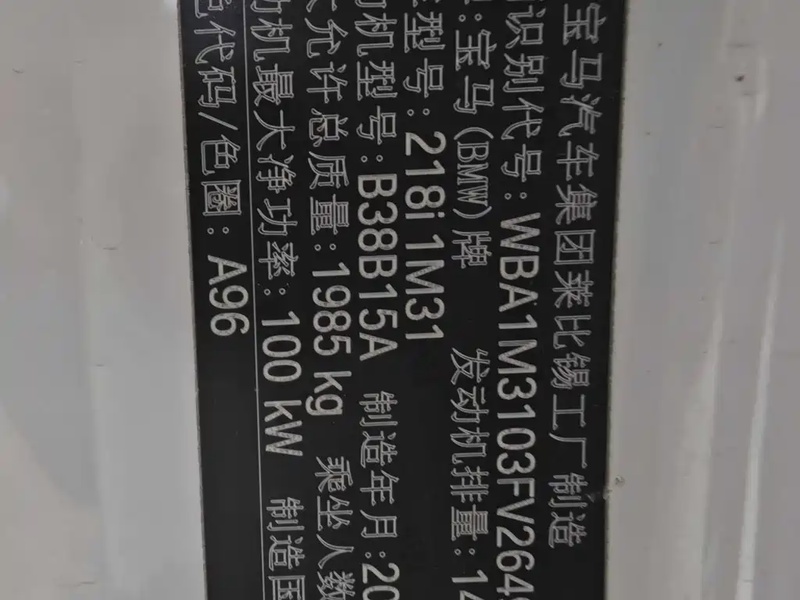 宝马汽车集团莱比锡工厂 制造
识别代号:WBA1M3103FV264
:宝马(BMW)牌 发动机排量:14
型号:218i 1M31
机型号:B38B15A 制造年月:20
允许总质量:1985 kg 乘坐人数
机最大净功率:100 kW 制造国
色代码/色圈:A96